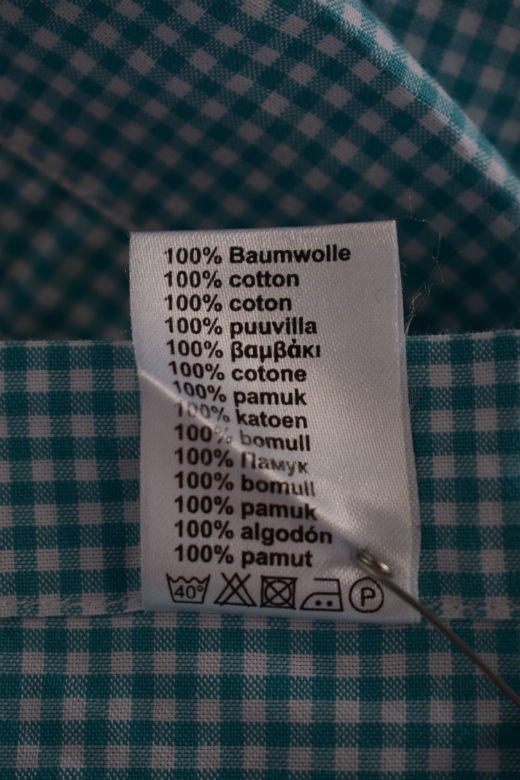 100% Baumwolle
100% cotton
100% coton
100% puuvilla
100% βαμβάκι
100% cotone
100% pamuk
100% katoen
100% bomull
100% Памук
100% bomull
100% pamuk
100% algodón
100% pamut
40° P